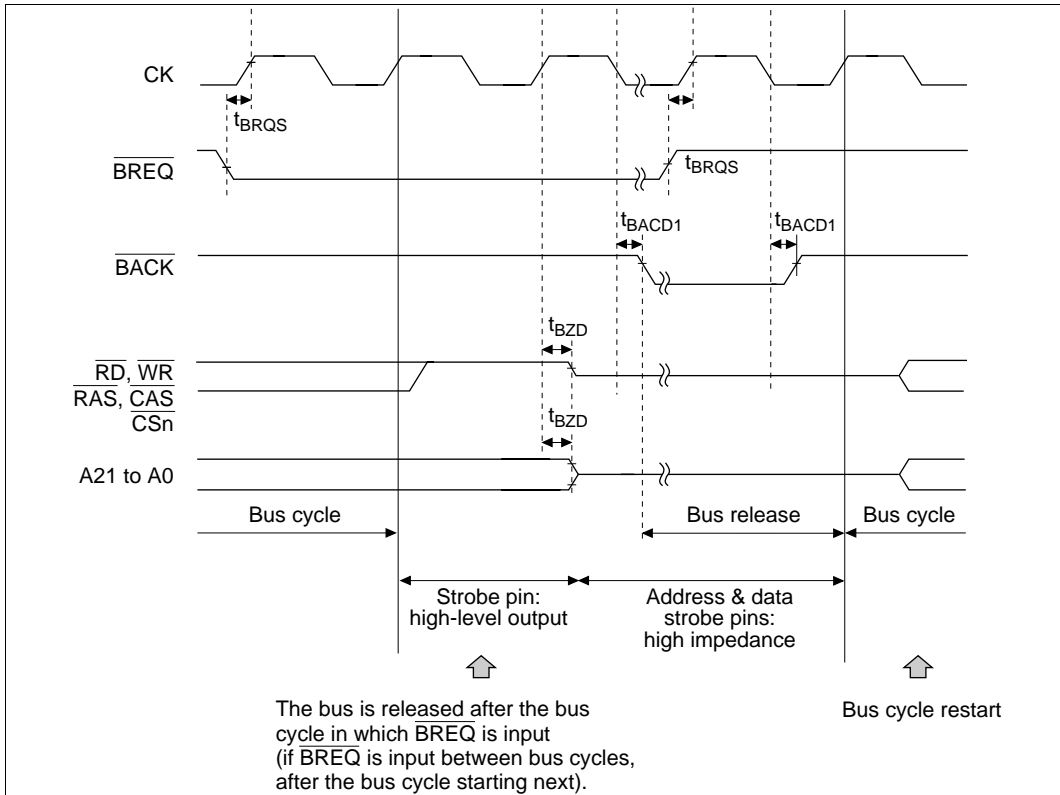 CK
tBRQS
BREQ
tBRQS
tBACD1
tBACD1
BACK
tBZD
RD, WR
RAS, CAS
CSn
tBZD
A21 to A0
Bus cycle
Bus release
Bus cycle
Strobe pin:
high-level output
Address & data
strobe pins:
high impedance
The bus is released after the bus
cycle in which BREQ is input
(if BREQ is input between bus cycles,
after the bus cycle starting next).
Bus cycle restart